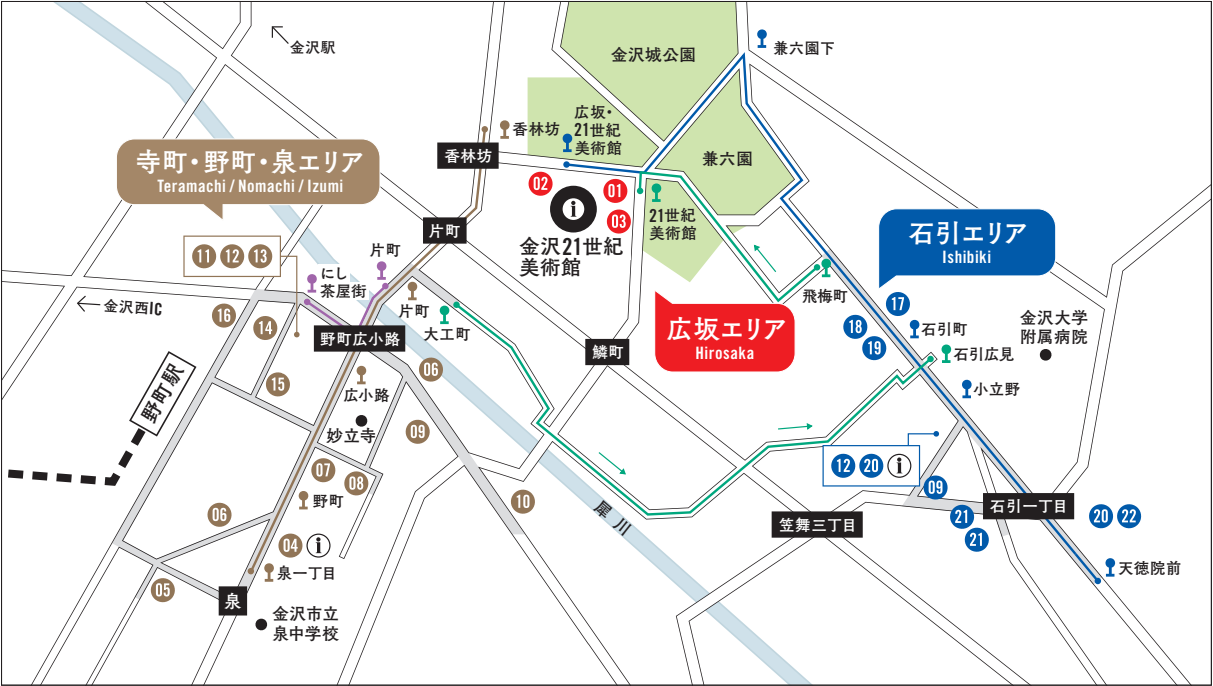 金沢駅
金沢城公園
兼六園下
広坂・
21世紀
美術館
香林坊
香林坊
兼六園
寺町・野町・泉エリア
Teramachi / Nomachi / Izumi
02
01
03
i
金沢21世紀
美術館
21世紀
美術館
石引エリア
Ishibiki
片町
片町
11 12 13
にし
茶屋街
飛梅町
金沢西IC
片町
大工町
広坂エリア
Hirosaka
17
18
19
石引町
金沢大学
附属病院
16
14
野町広小路
鱗町
石引広見
06
15
広小路
小立野
野町駅
妙立寺
09
12 20 i
07
08
09
野町
10
犀川
笠舞三丁目
石引一丁目
06
21
21
20 22
04 i
泉一丁目
天徳院前
05
泉
金沢市立
泉中学校